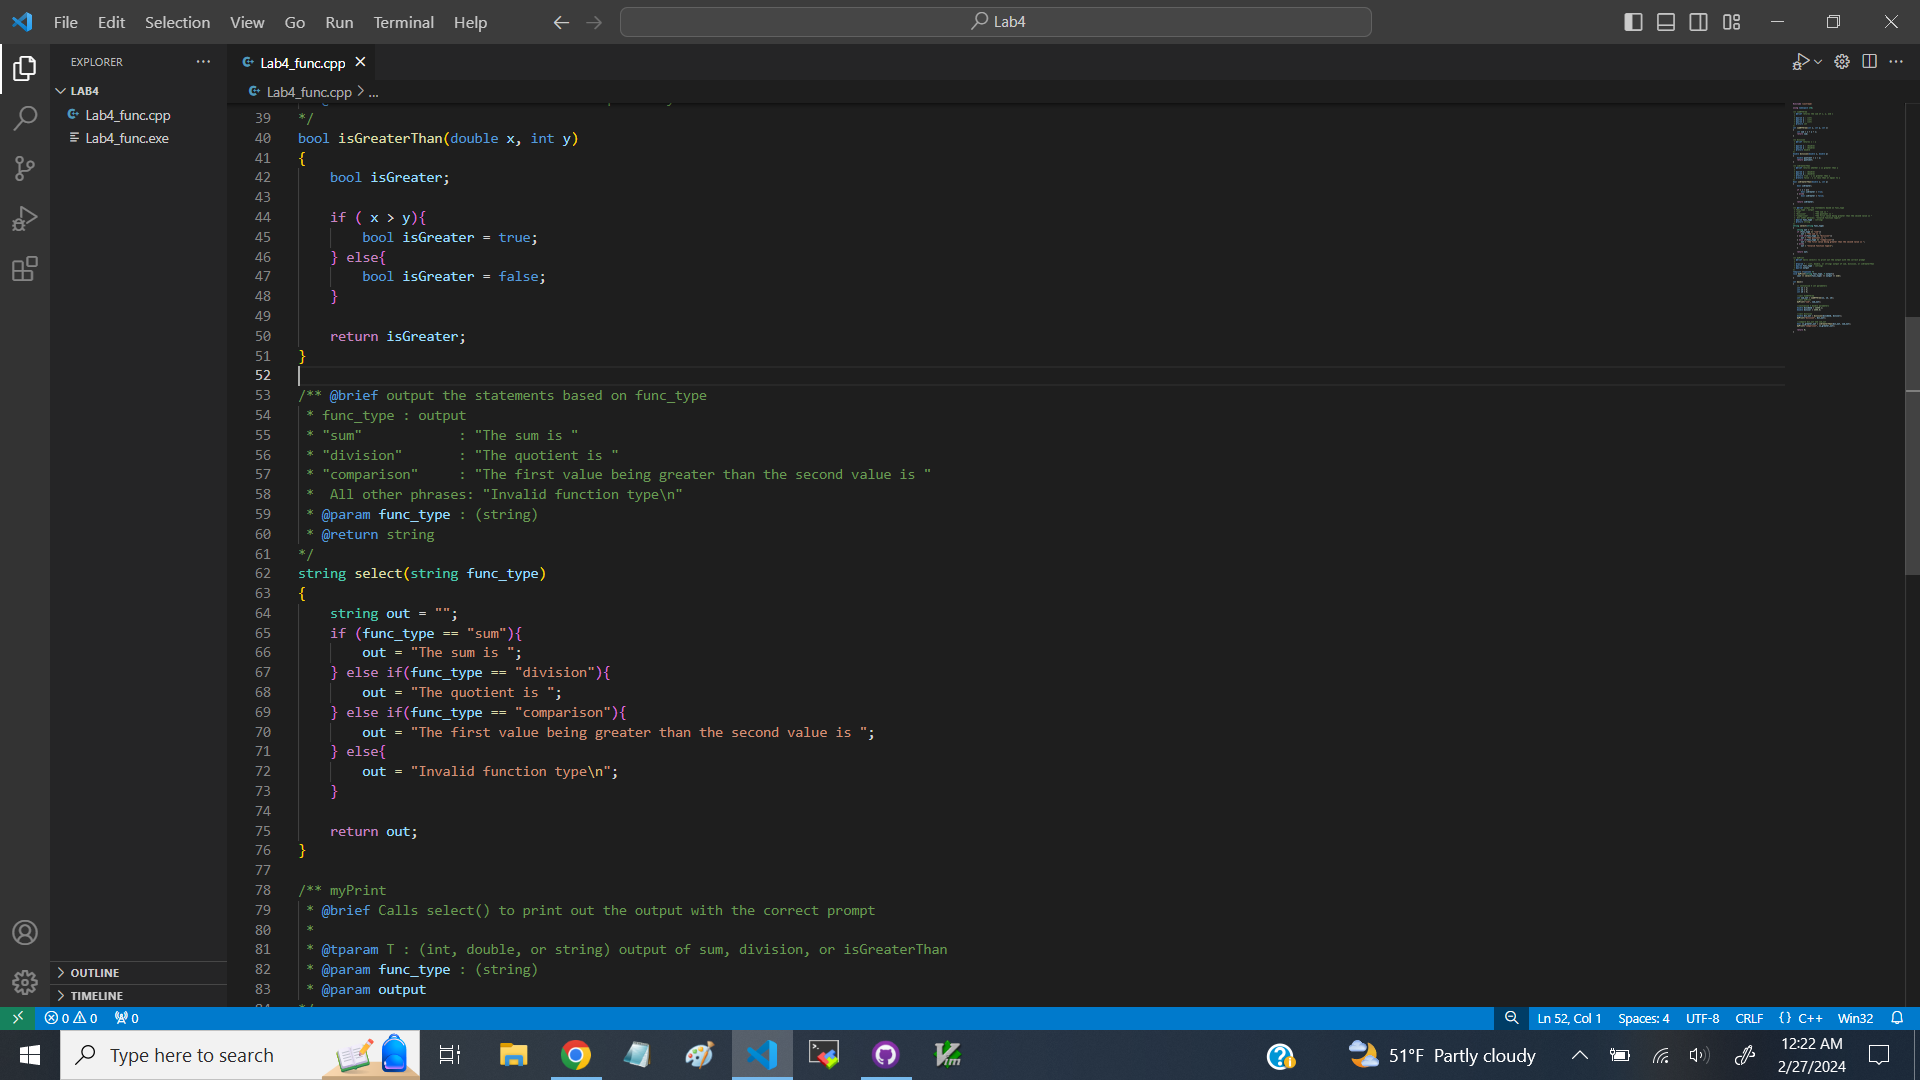 File Edit Selection View Go Run Terminal Help
Lab4
EXPLORER
LAB4
Lab4_func.cpp
Lab4_func.exe
OUTLINE
TIMELINE
Lab4_func.cpp
Lab4_func.cpp > ...
39 */
40 bool isGreaterThan(double x, int y)
41 {
42 bool isGreater;
43
44 if ( x > y){
45 bool isGreater = true;
46 } else{
47 bool isGreater = false;
48 }
49
50 return isGreater;
51 }
52
53 /** @brief output the statements based on func_type
54 * func_type : output
55 * "sum" : "The sum is "
56 * "division" : "The quotient is "
57 * "comparison" : "The first value being greater than the second value is "
58 * All other phrases: "Invalid function type\n"
59 * @param func_type : (string)
60 * @return string
61 */
62 string select(string func_type)
63 {
64 string out = "";
65 if (func_type == "sum"){
66 out = "The sum is ";
67 } else if(func_type == "division"){
68 out = "The quotient is ";
69 } else if(func_type == "comparison"){
70 out = "The first value being greater than the second value is ";
71 } else{
72 out = "Invalid function type\n";
73 }
74
75 return out;
76 }
77
78 /** myPrint
79 * @brief Calls select() to print out the output with the correct prompt
80 *
81 * @tparam T : (int, double, or string) output of sum, division, or isGreaterThan
82 * @param func_type : (string)
83 * @param output
0 0 0
Ln 52, Col 1 Spaces: 4 UTF-8 CRLF {} C++ Win32
Type here to search
51°F Partly cloudy
12:22 AM
2/27/2024